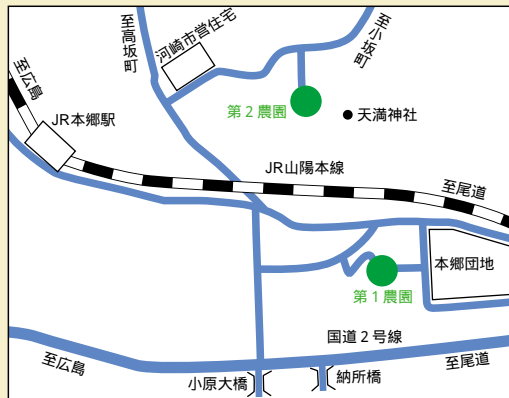 至高坂町
河崎市営住宅
至小坂町
至広島
JR本郷駅
第２農園
天満神社
JR山陽本線
至尾道
本郷団地
第１農園
国道２号線
至広島
至尾道
小原大橋
納所橋